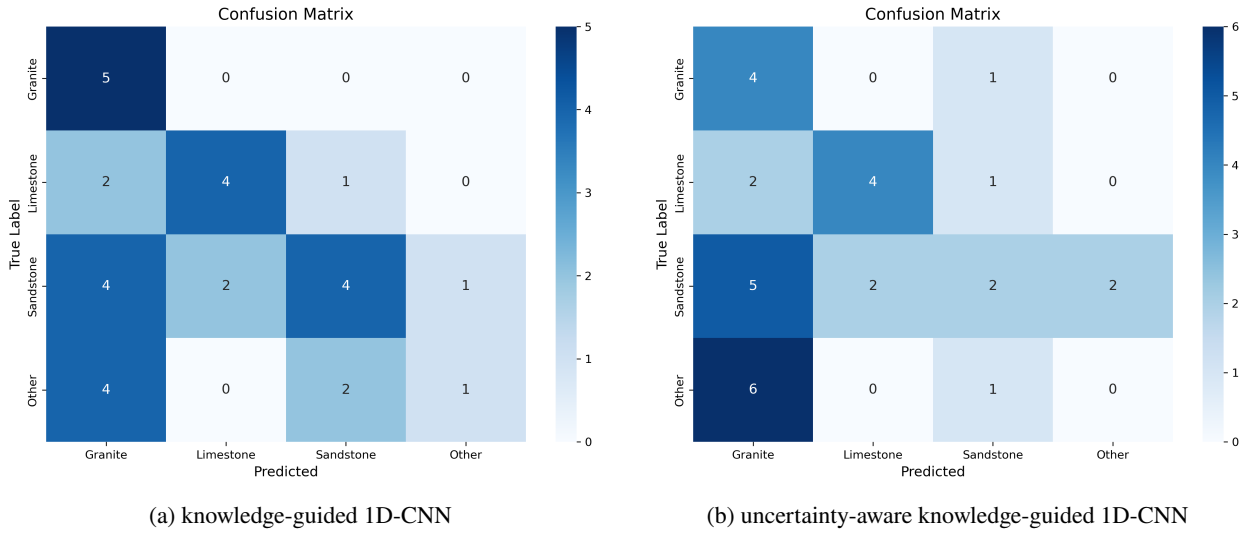 Confusion Matrix
True Label
Granite
Limestone
Sandstone
Other
5 0 0 0
2 4 1 0
4 2 4 1
4 0 2 1
Granite Limestone Sandstone Other
Predicted
5
4
3
2
1
0
(a) knowledge-guided 1D-CNN
Confusion Matrix
True Label
Granite
Limestone
Sandstone
Other
4 0 1 0
2 4 1 0
5 2 2 2
6 0 1 0
Granite Limestone Sandstone Other
Predicted
6
5
4
3
2
1
0
(b) uncertainty-aware knowledge-guided 1D-CNN